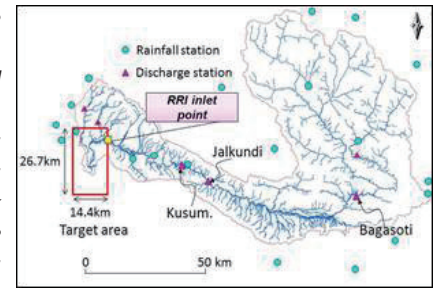 Rainfall station
Discharge station
RRI inlet
point
Jalkundi
26.7km
14.4km
Target area
Kusum.
Bagasoti
0
50 km